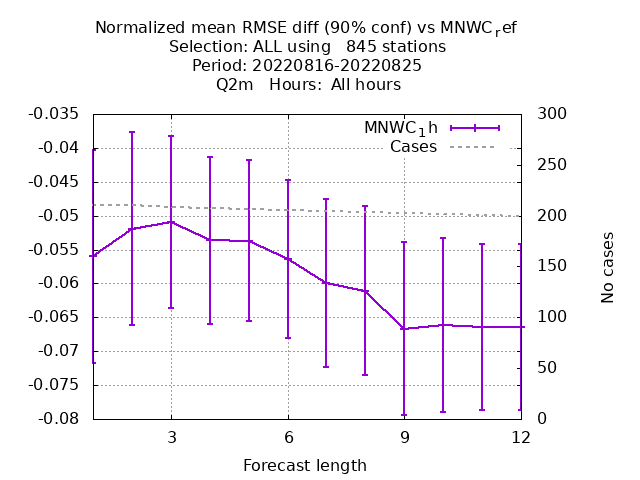 Normalized mean RMSE diff (90% conf) vs MNWC_ref
Selection: ALL using 845 stations
Period: 20220816-20220825
Q2m Hours: All hours
-0.035
-0.04
-0.045
-0.05
-0.055
-0.06
-0.065
-0.07
-0.075
-0.08
MNWC_1h
Cases
300
250
200
150
100
50
0
No cases
3
6
9
12
Forecast length